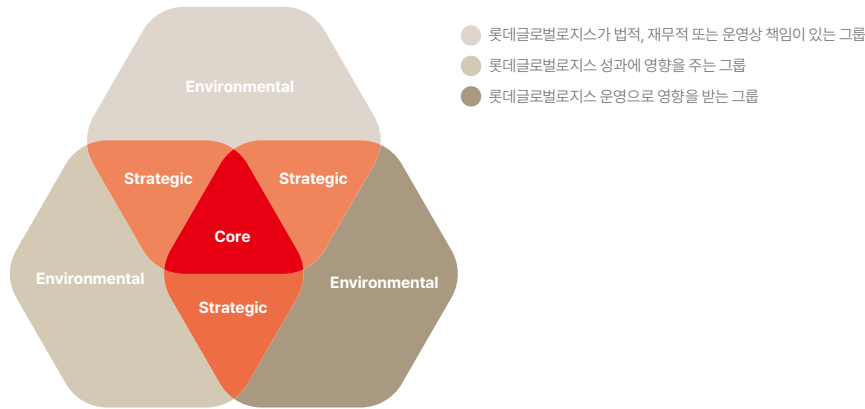 롯데글로벌로지스가 법적, 재무적 또는 운영상 책임이 있는 그룹
롯데글로벌로지스 성과에 영향을 주는 그룹
롯데글로벌로지스 운영으로 영향을 받는 그룹
Environmental
Strategic
Strategic
Core
Environmental
Environmental
Strategic